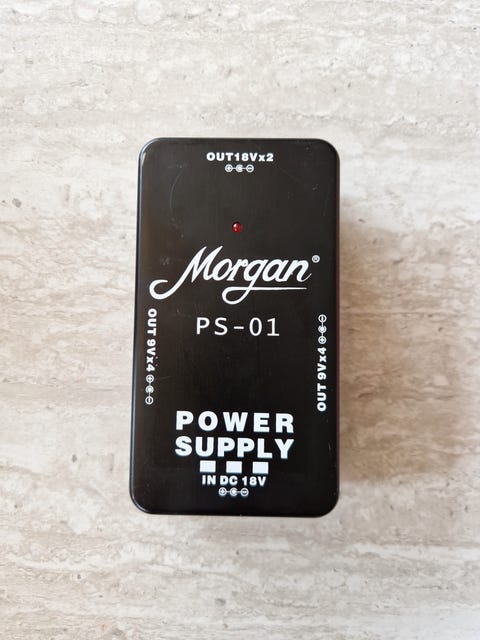 OUT18Vx2
Morgan®
PS-01
OUT 9Vx4
OUT 9Vx4
POWER
SUPPLY
IN DC 18V